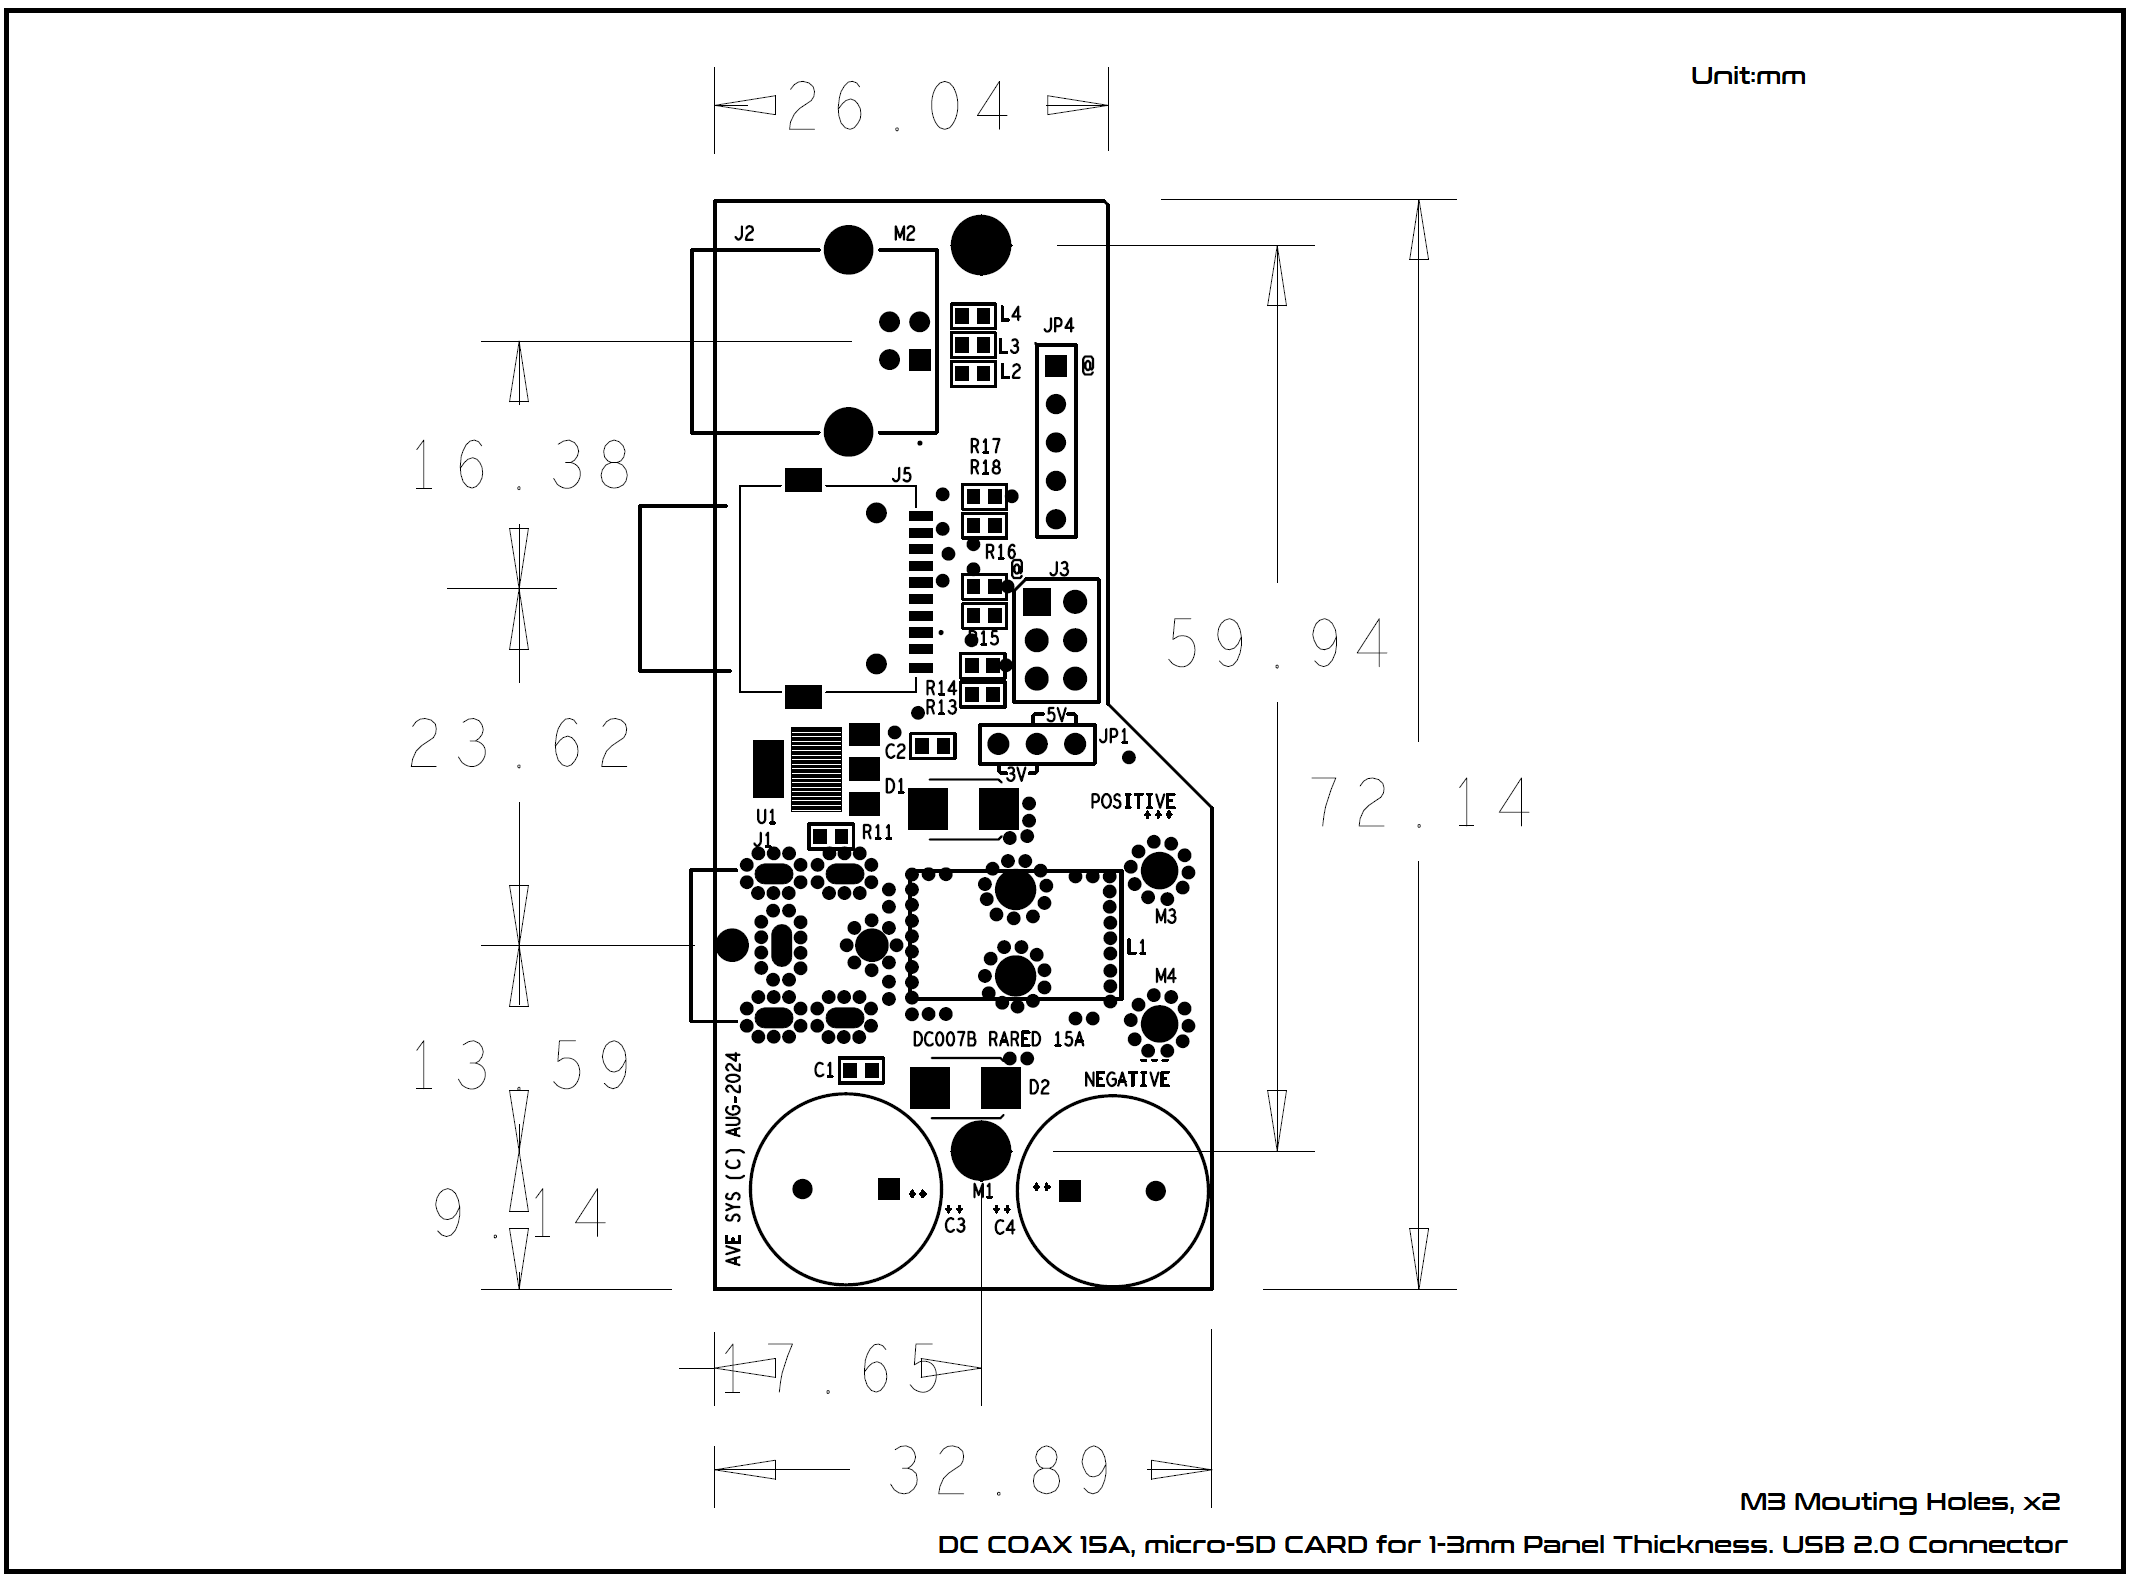 26.04
Unit:mm
J2
M2
L4
JP4
L3
@
L2
16.38
R17
R18
J5
R16
@
J3
59.94
R15
R14
R13
5V
23.62
C2
JP1
3V
72.14
D1
POSITIVE
+++
U1
R11
J1
M3
L1
M4
DC007B RARED 15A
13.59
C1
---
NEGATIVE
D2
AVE SYS (C) AUG-2024
9.14
++
M1
++
++
++
C3
C4
17.65
32.89
M3 Mouting Holes, x2
DC COAX 15A, micro-SD CARD for 1-3mm Panel Thickness. USB 2.0 Connector